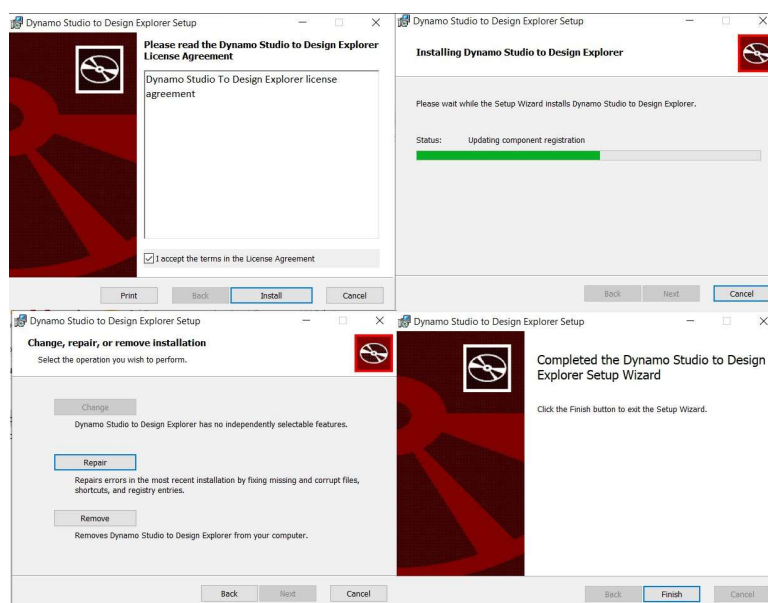 Dynamo Studio to Design Explorer Setup
Please read the Dynamo Studio to Design Explorer
License Agreement
Dynamo Studio To Design Explorer license
agreement
I accept the terms in the License Agreement
Print
Back
Install
Cancel
Dynamo Studio to Design Explorer Setup
Installing Dynamo Studio to Design Explorer
Please wait while the Setup Wizard installs Dynamo Studio to Design Explorer.
Status: Updating component registration
Back
Next
Cancel
Dynamo Studio to Design Explorer Setup
Change, repair, or remove installation
Select the operation you wish to perform.
Change
Dynamo Studio to Design Explorer has no independently selectable features.
Repair
Repairs errors in the most recent installation by fixing missing and corrupt files,
shortcuts, and registry entries.
Remove
Removes Dynamo Studio to Design Explorer from your computer.
Back
Next
Cancel
Dynamo Studio to Design Explorer Setup
Completed the Dynamo Studio to Design
Explorer Setup Wizard
Click the Finish button to exit the Setup Wizard.
Back
Finish
Cancel